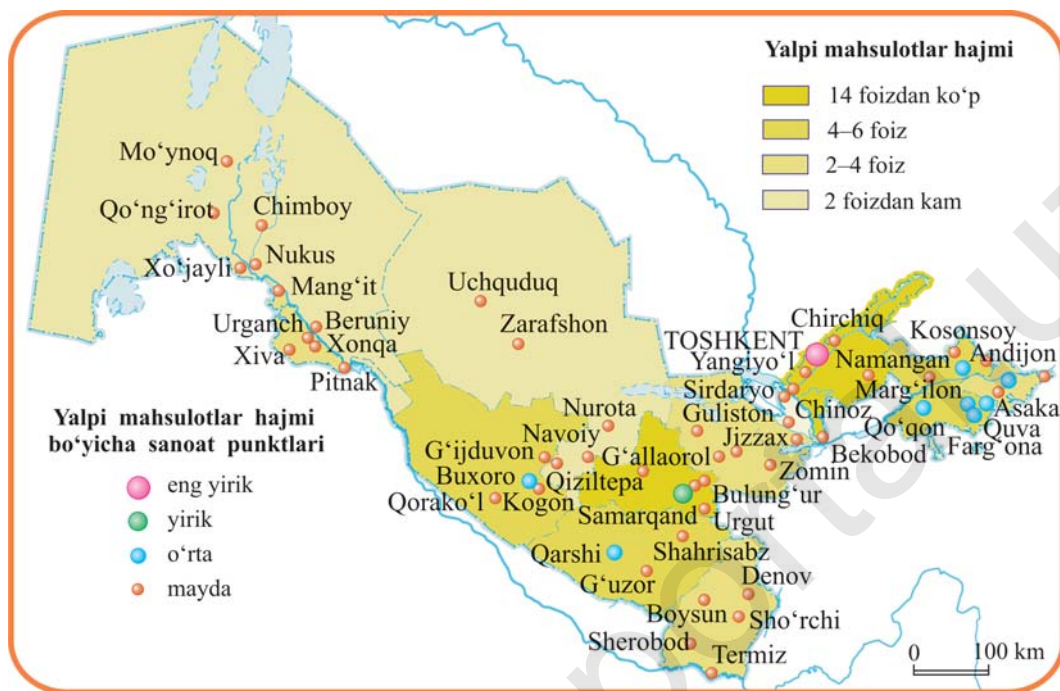 Yalpi mahsulotlar hajmi
14 foizdan ko‘p
4–6 foiz
2–4 foiz
2 foizdan kam
Mo‘ynoq
Qo‘ng‘irot
Chimboy
Xo‘jayli
Nukus
Mang‘it
Uchquduq
Zarafshon
Urganch
Beruniy
Xiva
Xonqa
Pitnak
Chirchiq
TOSHKENT
Kosonsoy
Yangiyo‘l
Namangan
Andijon
Sirdaryo
Marg‘ilon
Asaka
Guliston
Chinoz
Quva
Qo‘qon
Farg‘ona
Nurota
Navoiy
Jizzax
Bekobod
G‘ijduvon
G‘allaorol
Zomin
Buxoro
Qiziltepa
Qorako‘l
Kogon
Bulung‘ur
Samarqand
Urgut
Qarshi
Shahrisabz
G‘uzor
Denov
Boysun
Sho‘rchi
Sherobod
Termiz
Yalpi mahsulotlar hajmi
bo‘yicha sanoat punktlari
eng yirik
yirik
o‘rta
mayda
0 100 km